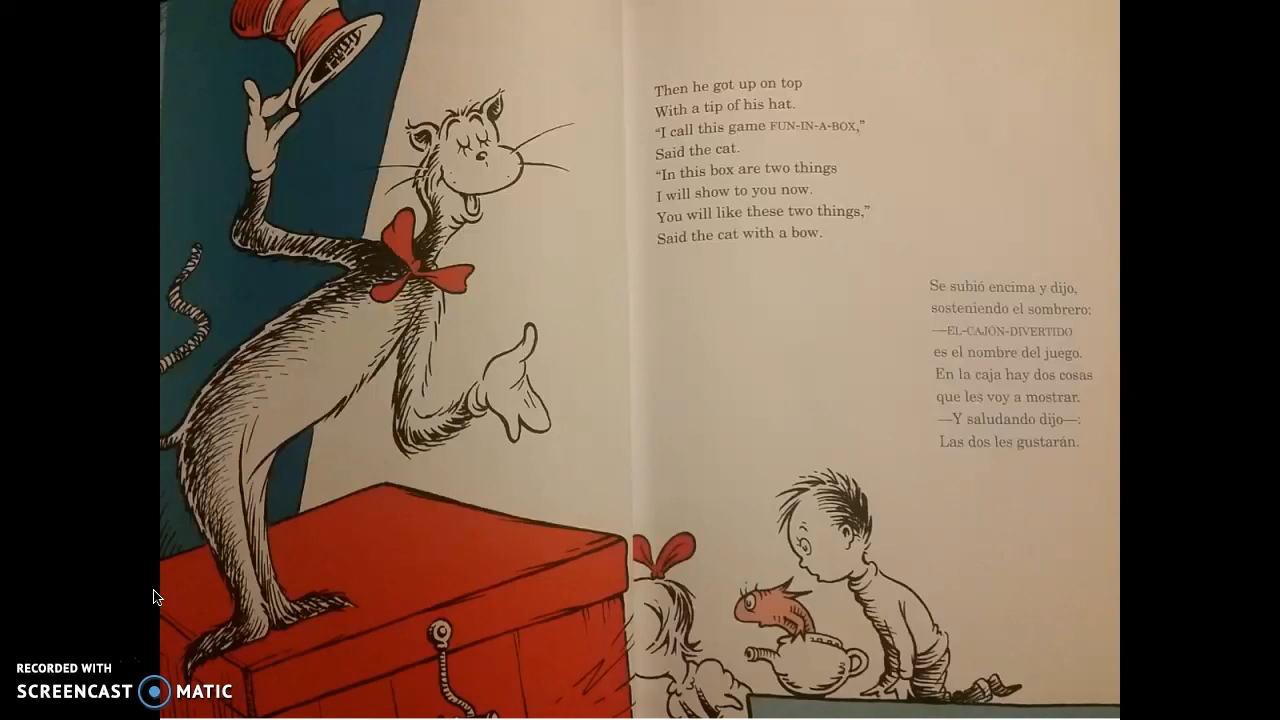 Then he got up on top
With a tip of his hat.
“I call this game FUN-IN-A-BOX,”
Said the cat.
“In this box are two things
I will show to you now.
You will like these two things,”
Said the cat with a bow.
Se subió encima y dijo,
sosteniendo el sombrero:
—EL-CAJÓN-DIVERTIDO
es el nombre del juego.
En la caja hay dos cosas
que les voy a mostrar.
—Y saludando dijo—:
Las dos les gustarán.
RECORDED WITH
SCREENCAST MATIC